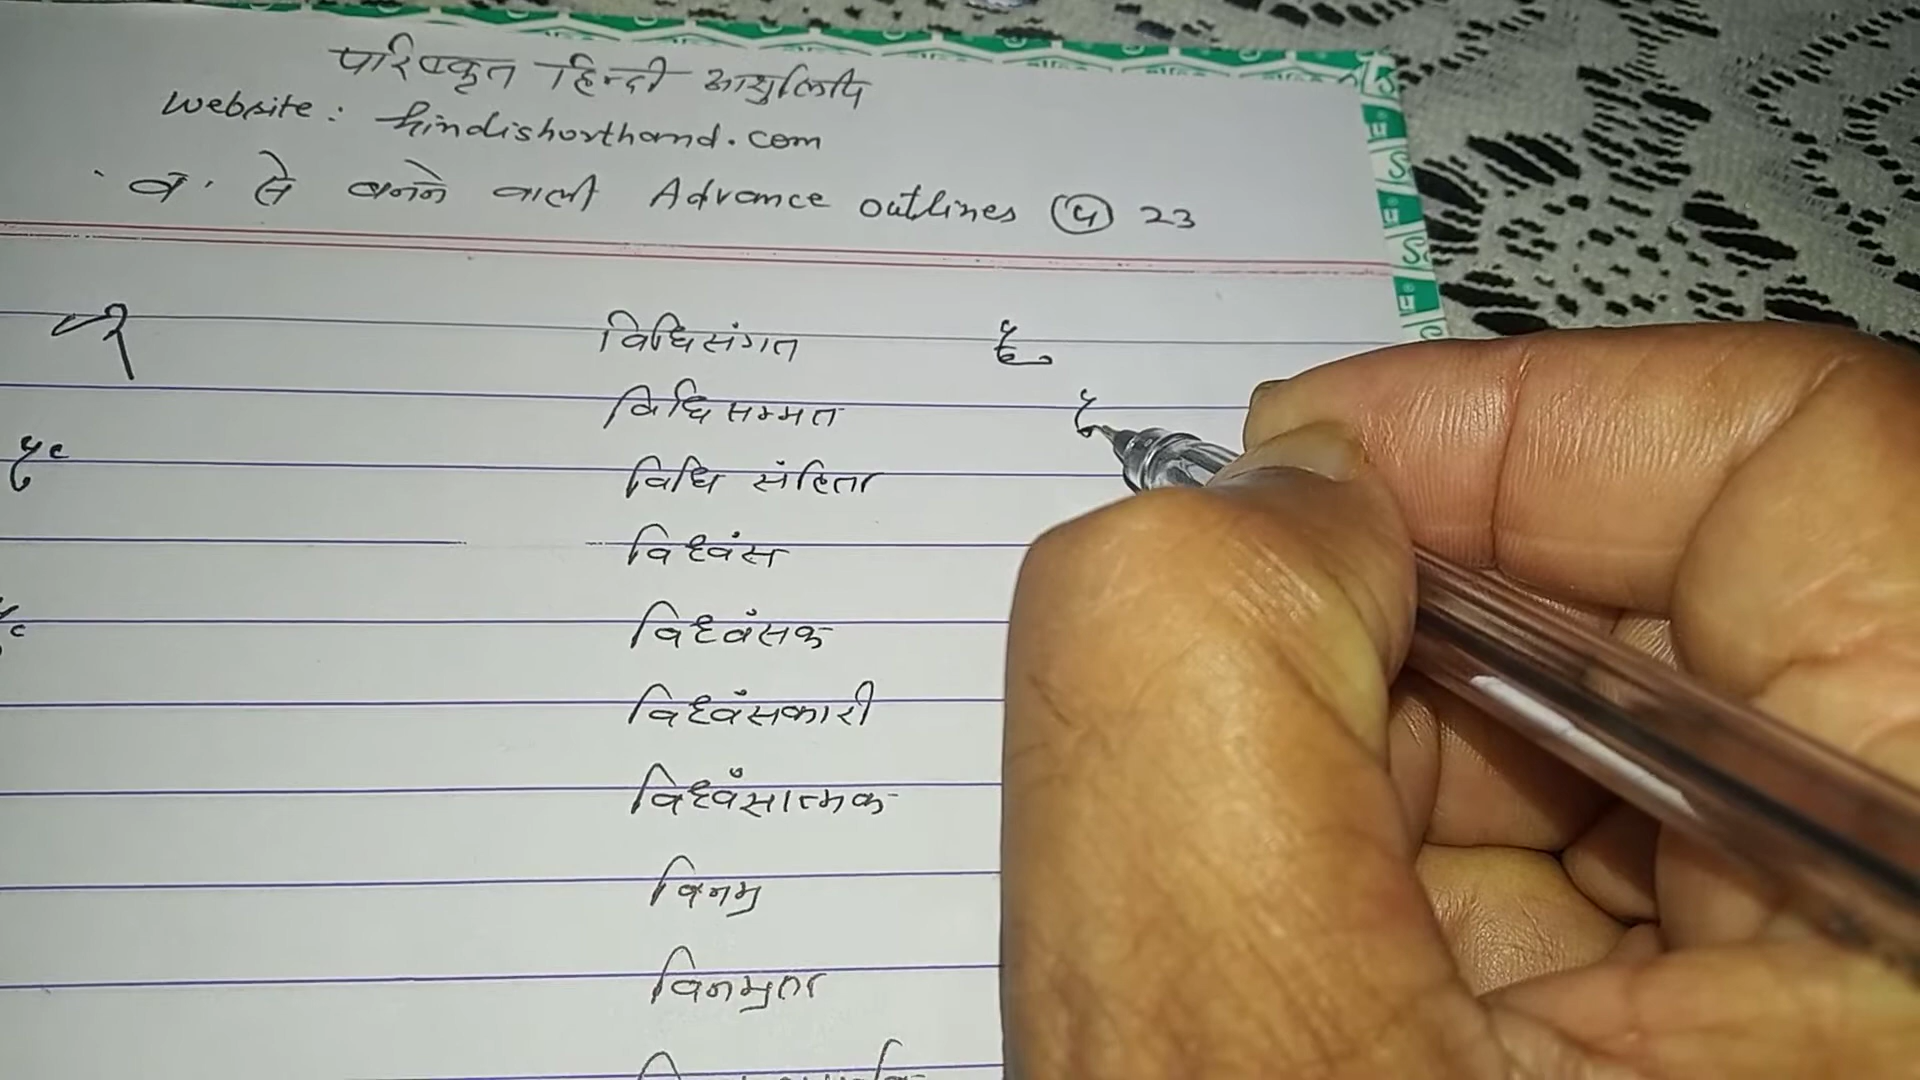 परिष्कृत हिन्दी आशुलिपि
website: hindishorthand.com
'व' से बनने वाली Advance outlines (५) 23
विधिसंगत
विधि सम्मत
विधि संहिता
विध्वंस
विध्वंसक
विध्वंसकारी
विध्वंसात्मक
विनम्र
विनम्रता